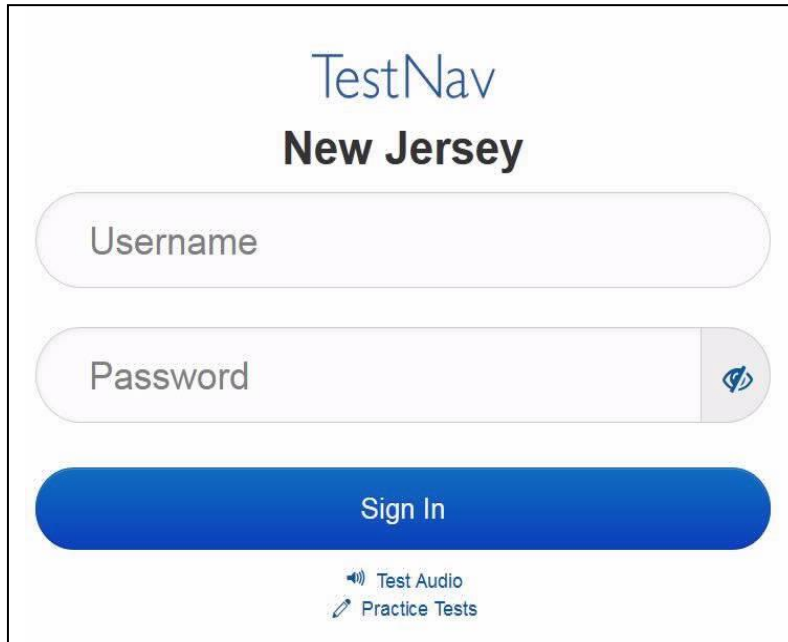 TestNav
New Jersey
Username
Password
Sign In
Test Audio
Practice Tests